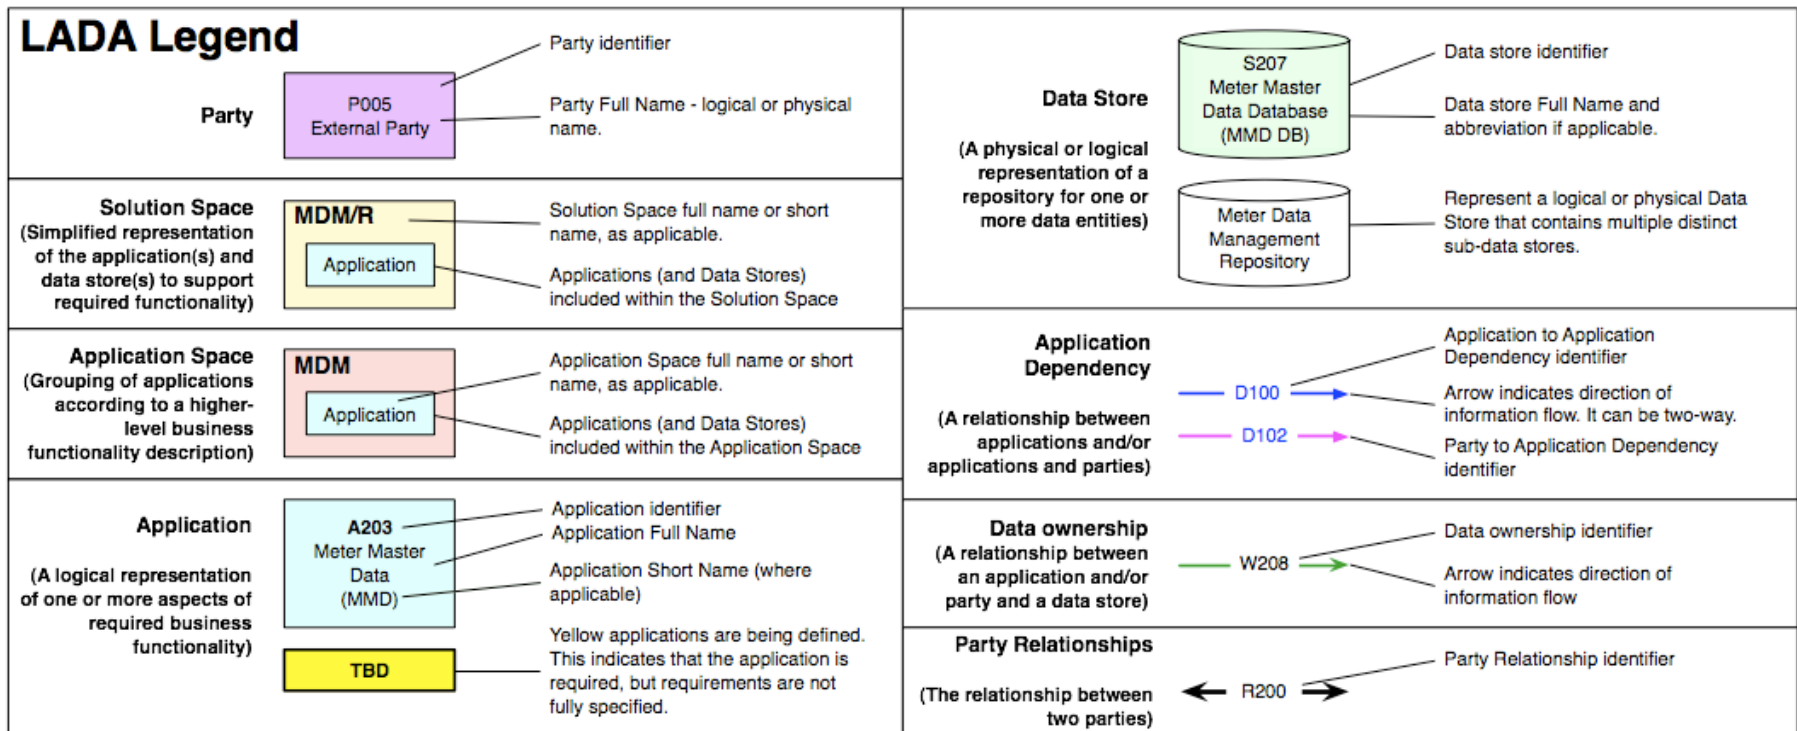 LADA Legend
Party
P005
External Party
Party identifier
Party Full Name - logical or physical
name.
Solution Space
(Simplified representation
of the application(s) and
data store(s) to support
required functionality)
MDM/R
Application
Solution Space full name or short
name, as applicable.
Applications (and Data Stores)
included within the Solution Space
Application Space
(Grouping of applications
according to a higher-
level business
functionality description)
MDM
Application
Application Space full name or short
name, as applicable.
Applications (and Data Stores)
included within the Application Space
Application
(A logical representation
of one or more aspects of
required business
functionality)
A203
Meter Master
Data
(MMD)
TBD
Application identifier
Application Full Name
Application Short Name (where
applicable)
Yellow applications are being defined.
This indicates that the application is
required, but requirements are not
fully specified.
Data Store
(A physical or logical
representation of a
repository for one or
more data entities)
S207
Meter Master
Data Database
(MMD DB)
Meter Data
Management
Repository
Data store identifier
Data store Full Name and
abbreviation if applicable.
Represent a logical or physical Data
Store that contains multiple distinct
sub-data stores.
Application
Dependency
(A relationship between
applications and/or
applications and parties)
D100
D102
Application to Application
Dependency identifier
Arrow indicates direction of
information flow. It can be two-way.
Party to Application Dependency
identifier
Data ownership
(A relationship between
an application and/or
party and a data store)
W208
Data ownership identifier
Arrow indicates direction of
information flow
Party Relationships
(The relationship between
two parties)
R200
Party Relationship identifier